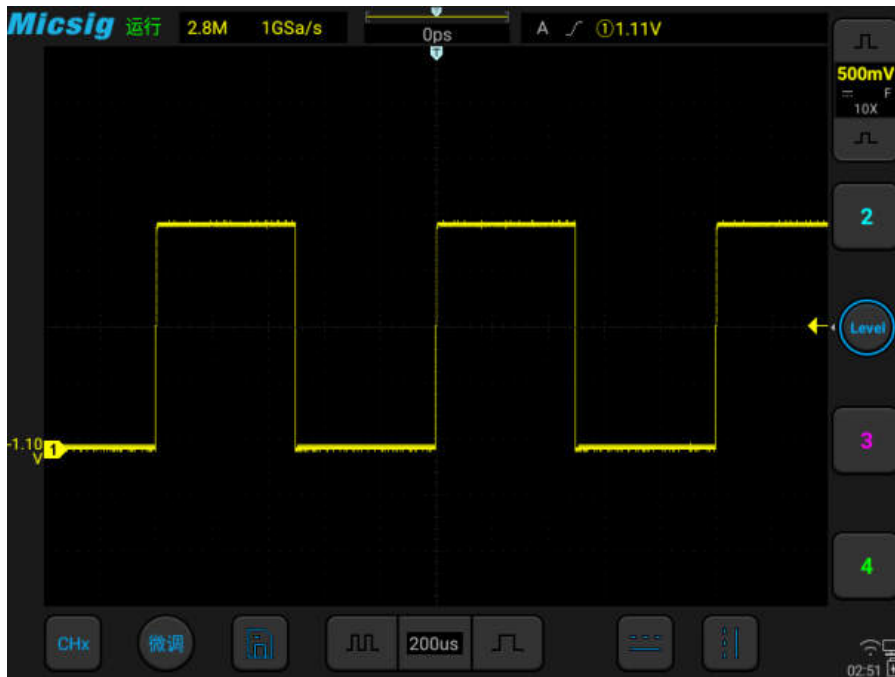 Micsig 运行 2.8M 1GSa/s 0ps A ①1.11V
T
500mV
F
10X
2
Level
-1.10
V
1
3
4
CHx 微调 200us
02:51